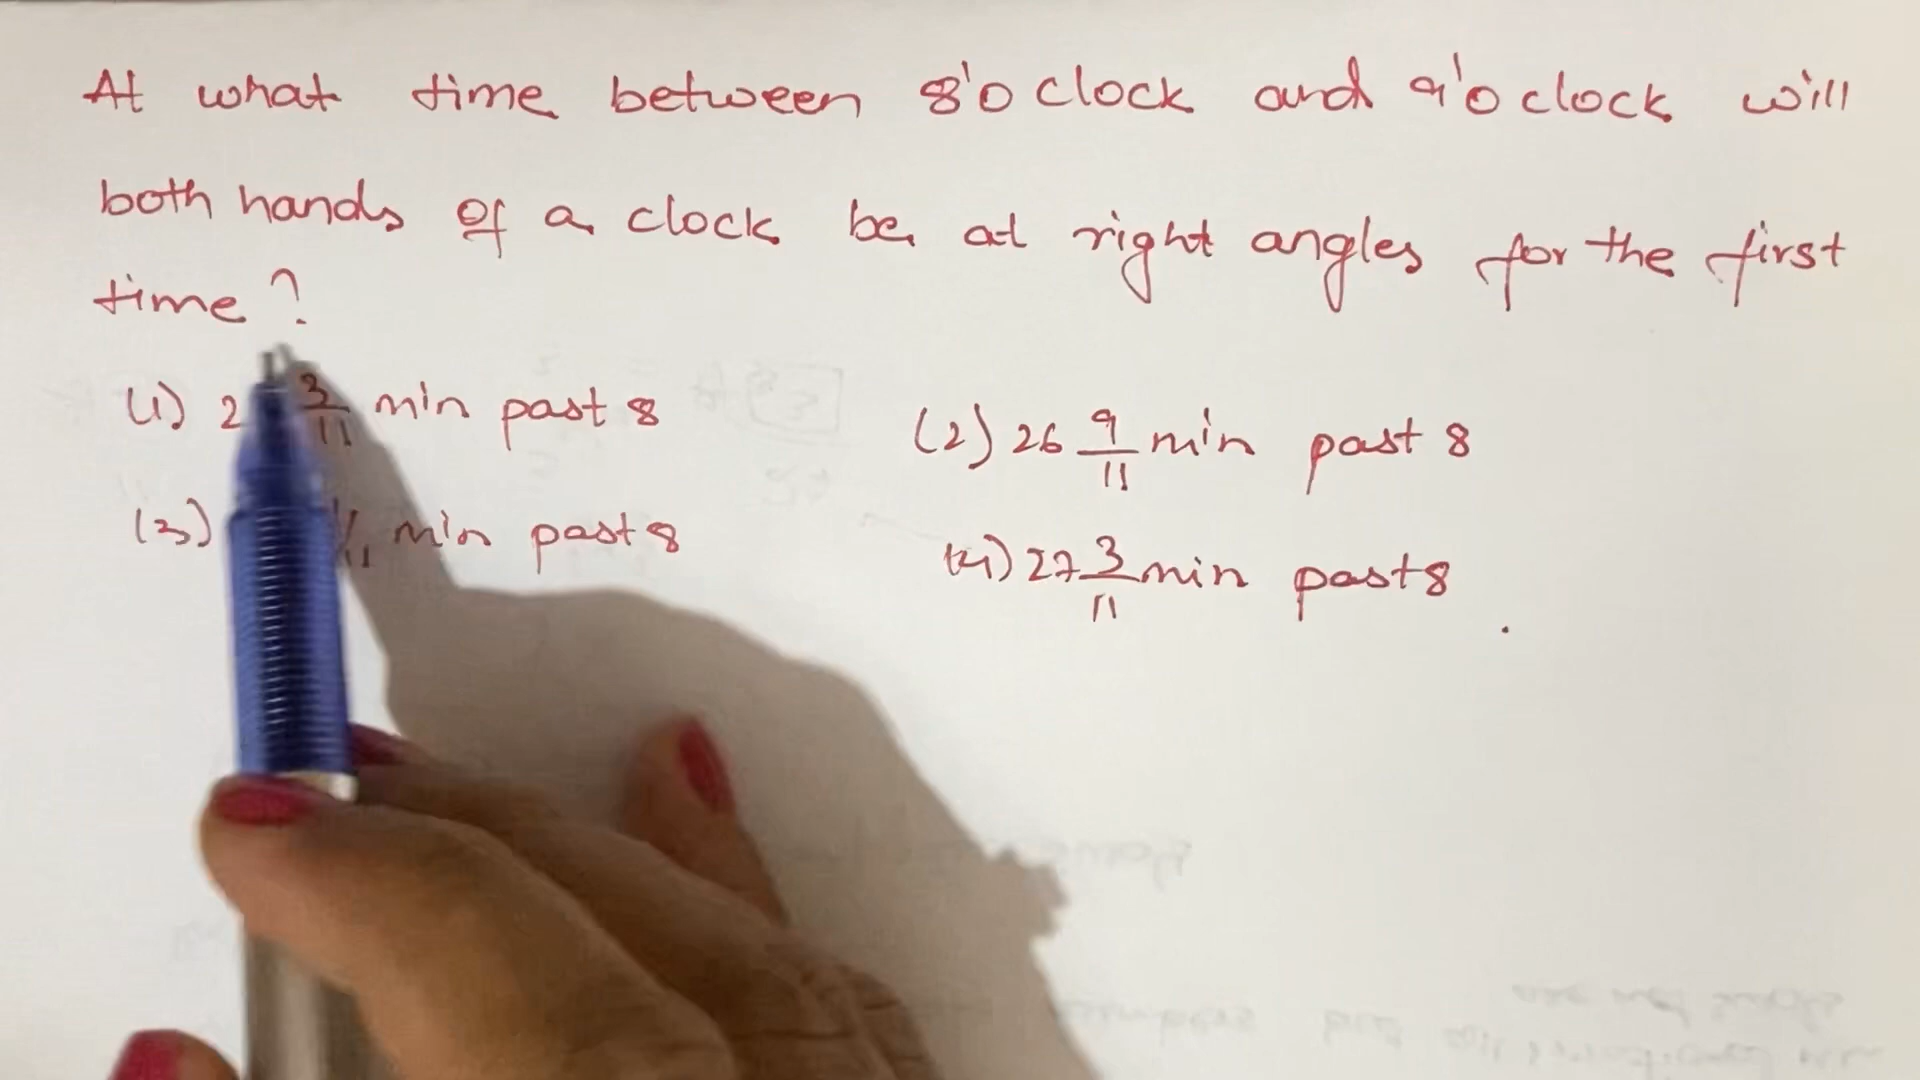 At what time between 8'o clock and 9'o clock will
both hands of a clock be at right angles for the first
time?
(1) 2 3/11 min past 8
(2) 26 9/11 min past 8
(3) min past 8
(4) 27 3/11 min past 8